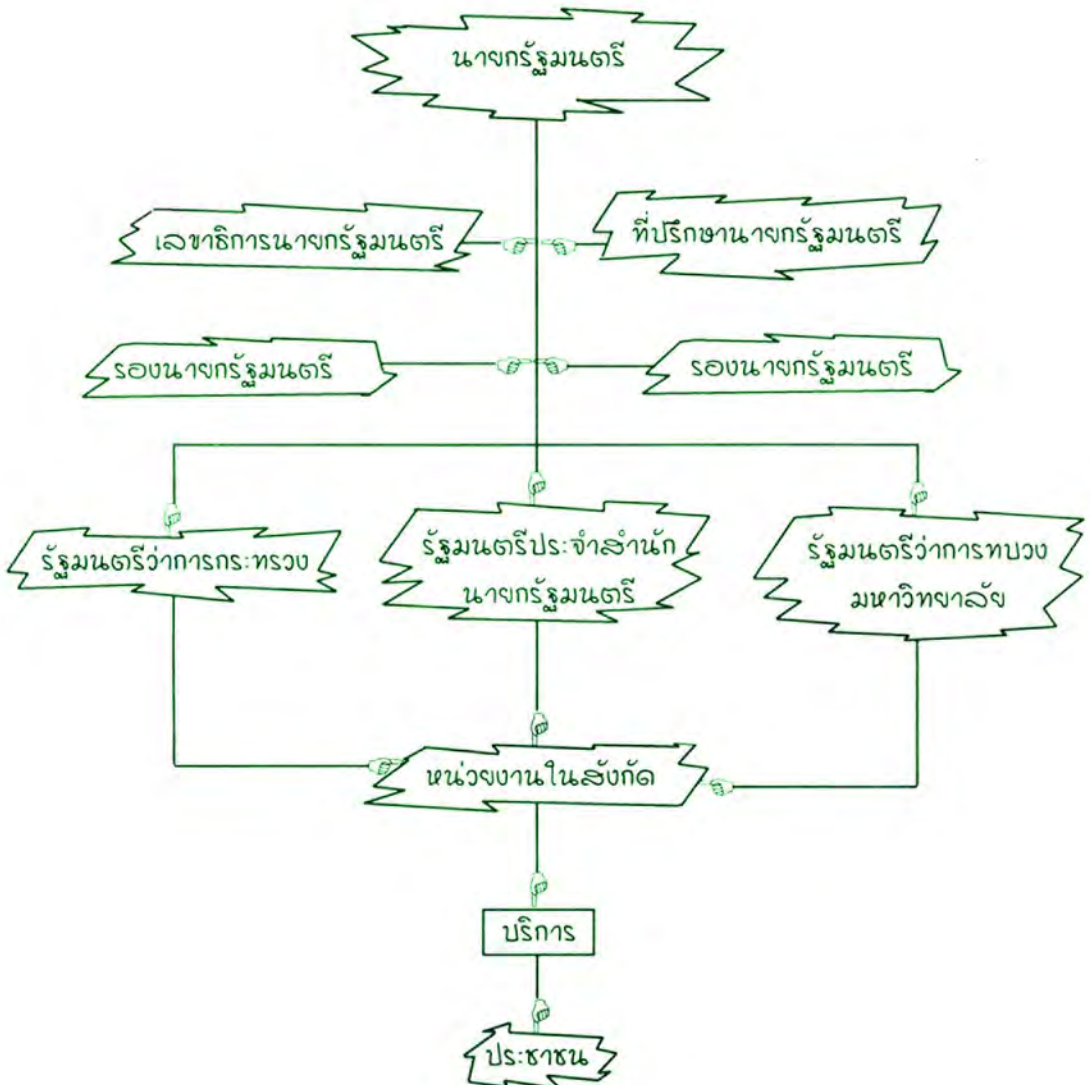 นายกรัฐมนตรี
เลขาธิการนายกรัฐมนตรี
ที่ปรึกษานายกรัฐมนตรี
รองนายกรัฐมนตรี
รองนายกรัฐมนตรี
รัฐมนตรีว่าการกระทรวง
รัฐมนตรีประจำสำนัก
นายกรัฐมนตรี
รัฐมนตรีว่าการทบวง
มหาวิทยาลัย
หน่วยงานในสังกัด
บริการ
ประชาชน